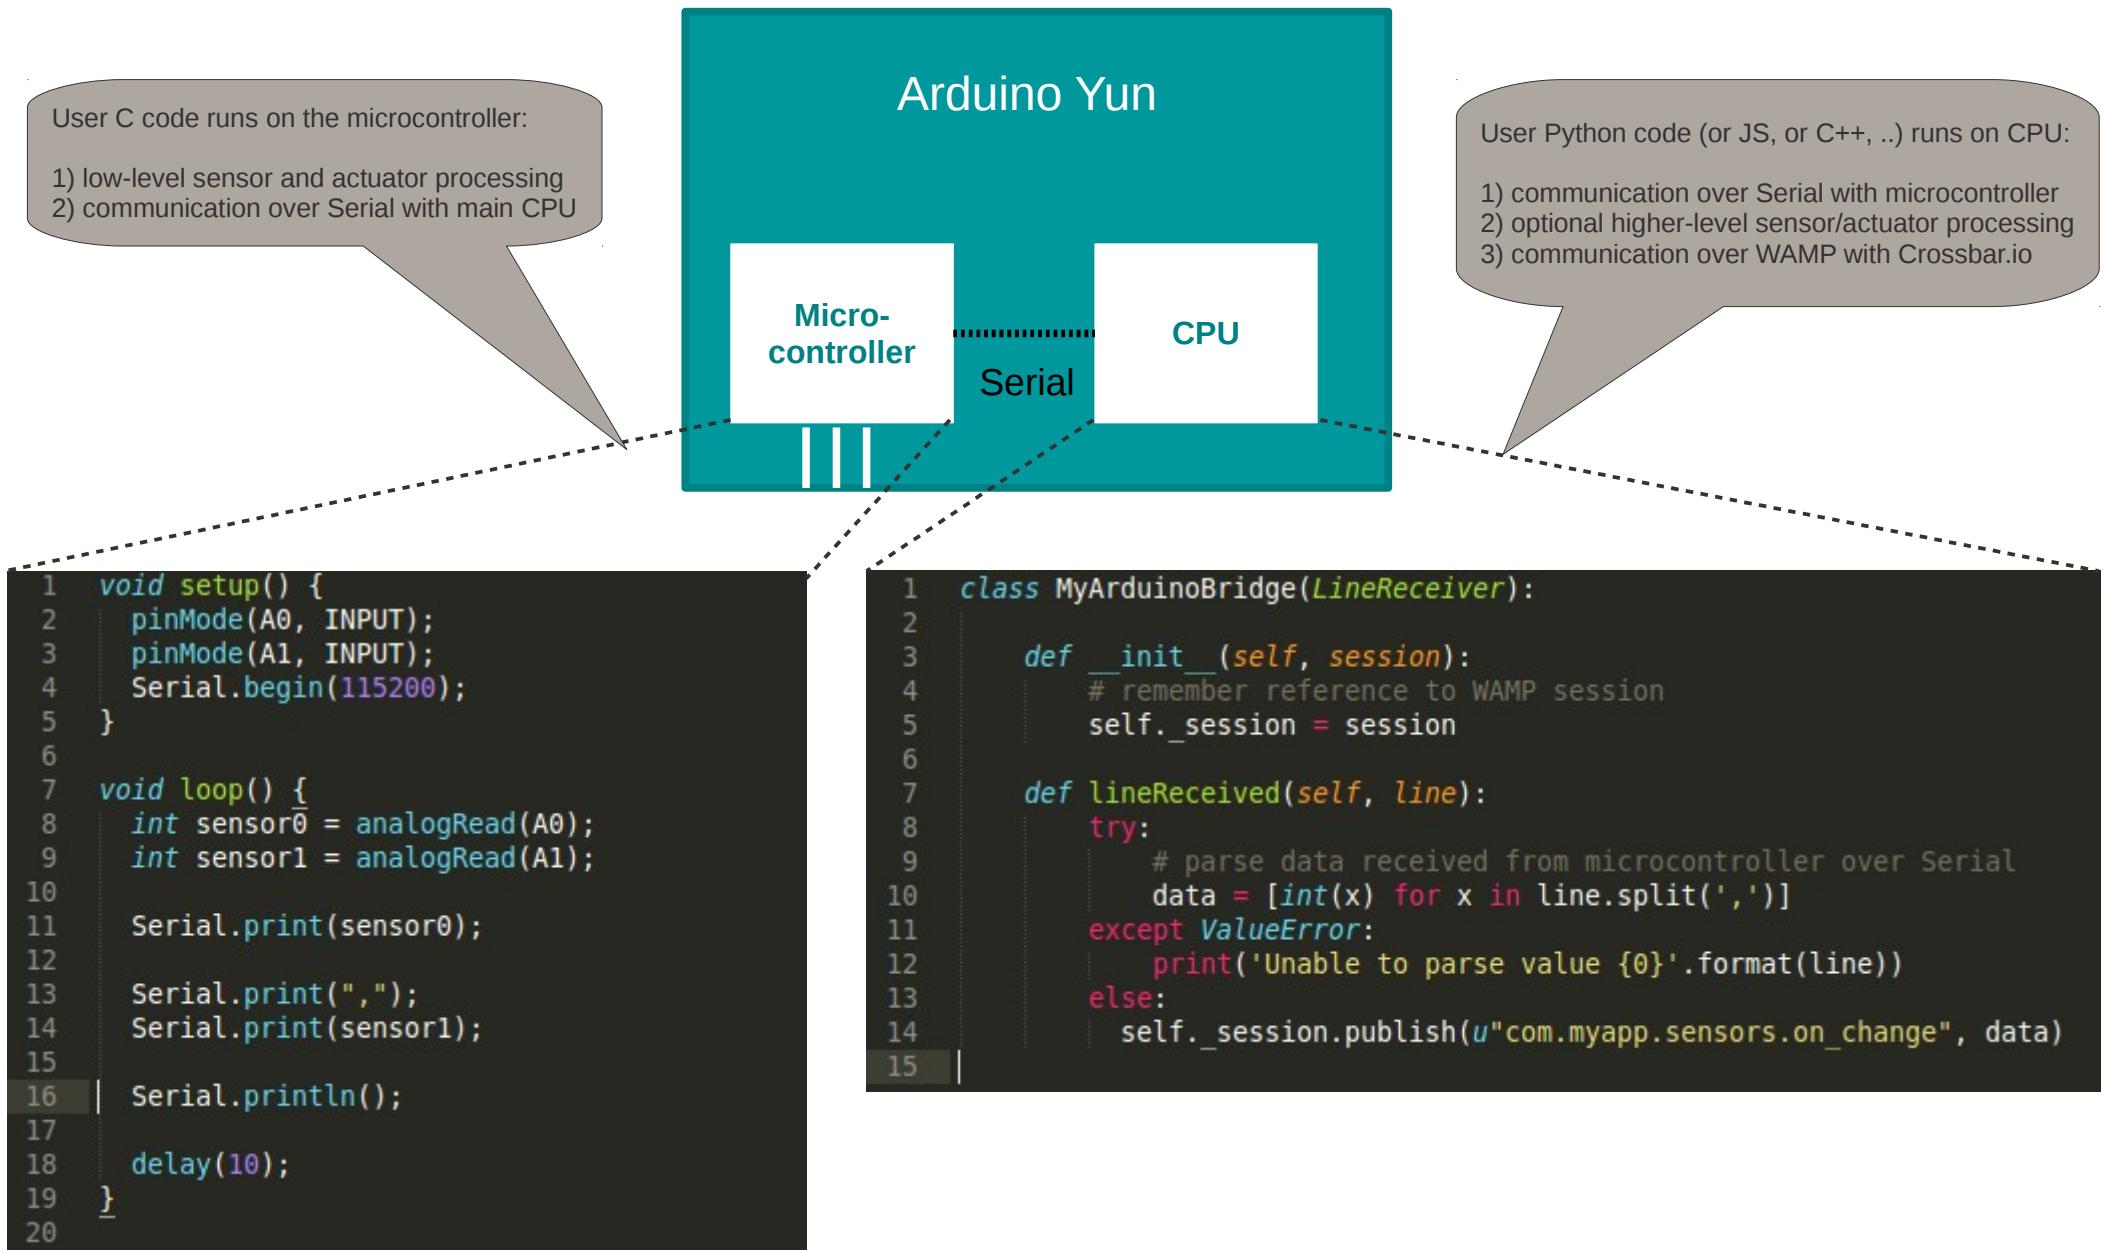 Arduino Yun
User C code runs on the microcontroller:
1) low-level sensor and actuator processing
2) communication over Serial with main CPU
User Python code (or JS, or C++, ..) runs on CPU:
1) communication over Serial with microcontroller
2) optional higher-level sensor/actuator processing
3) communication over WAMP with Crossbar.io
Micro-
controller
Serial
CPU
1 void setup() {
2 pinMode(A0, INPUT);
3 pinMode(A1, INPUT);
4 Serial.begin(115200);
5 }
6
7 void loop() {
8 int sensor0 = analogRead(A0);
9 int sensor1 = analogRead(A1);
10
11 Serial.print(sensor0);
12
13 Serial.print(",");
14 Serial.print(sensor1);
15
16 Serial.println();
17
18 delay(10);
19 }
20
1 class MyArduinoBridge(LineReceiver):
2
3 def __init__(self, session):
4 # remember reference to WAMP session
5 self._session = session
6
7 def lineReceived(self, line):
8 try:
9 # parse data received from microcontroller over Serial
10 data = [int(x) for x in line.split(',')]
11 except ValueError:
12 print('Unable to parse value {0}'.format(line))
13 else:
14 self._session.publish(u"com.myapp.sensors.on_change", data)
15